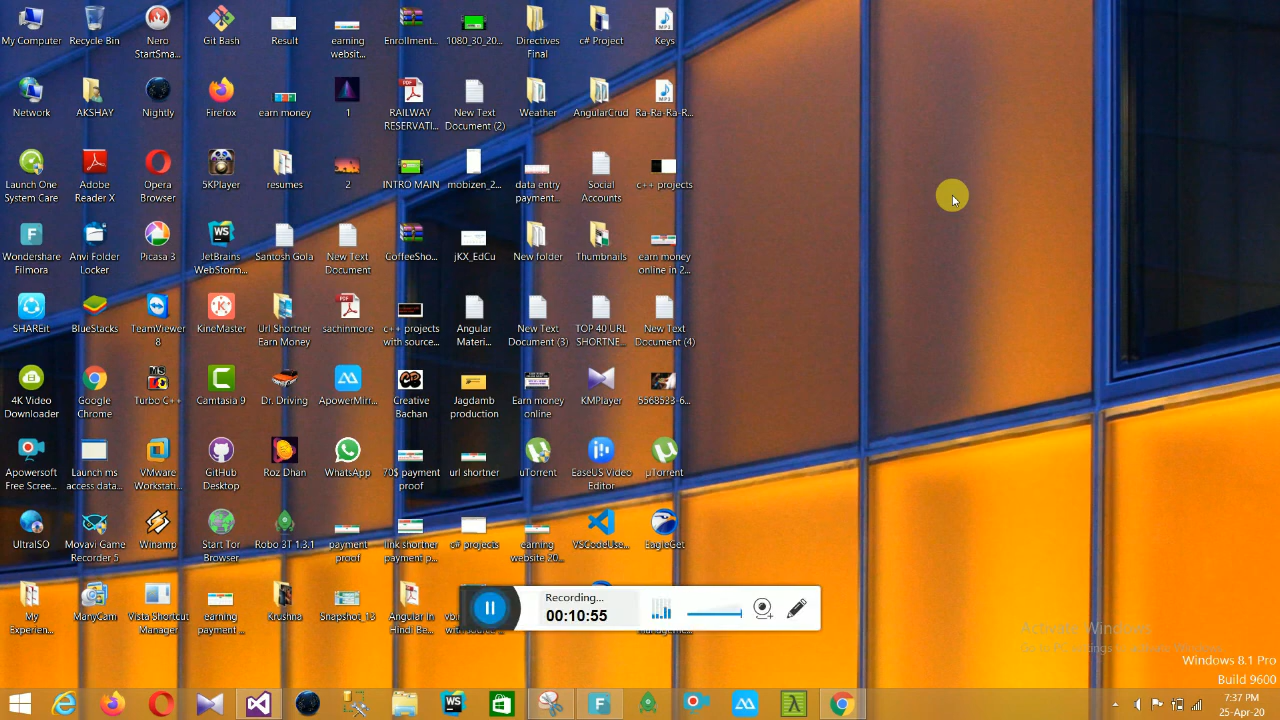 My Computer
Recycle Bin
Nero
StartSma...
Git Bash
Result
earning
websit...
Enrollment...
1080_30_20...
Directives
Final
c# Project
Keys
Network
AKSHAY
Nightly
Firefox
earn money
1
RAILWAY
RESERVATI...
New Text
Document (2)
Weather
AngularCrud
Ra-Ra-Ra-R...
Launch One
System Care
Adobe
Reader X
Opera
Browser
5KPlayer
resumes
2
INTRO MAIN
mobizen_2...
data entry
payment...
Social
Accounts
c++ projects
Wondershare
Filmora
Anvi Folder
Locker
Picasa 3
JetBrains
WebStorm...
Santosh Gola
New Text
Document
CoffeeSho...
jKX_EdCu
New folder
Thumbnails
earn money
online in 2...
SHAREit
BlueStacks
TeamViewer
8
KineMaster
Url Shortner
Earn Money
sachinmore
c++ projects
with source...
Angular
Materi...
New Text
Document (3)
TOP 40 URL
SHORTNE...
New Text
Document (4)
4K Video
Downloader
Google
Chrome
Turbo C++
Camtasia 9
Dr. Driving
ApowerMirr...
Creative
Bachan
Jagdamb
production
Earn money
online
KMPlayer
5568533-6...
Apowersoft
Free Scree...
Launch ms
access data...
VMware
Workstati...
GitHub
Desktop
Roz Dhan
WhatsApp
70$ payment
proof
url shortner
uTorrent
EaseUS Video
Editor
µTorrent
UltraISO
Movavi Game
Recorder 5
Winamp
Start Tor
Browser
Robo 3T 1.3.1
payment
proof
link shorther
payment p...
c# projects
earning
website 20...
VSCodeUse...
EagleGet
My
Experien...
ManyCam
Vista Shortcut
Manager
earning
payment ...
Krushna
Snapshot_13
Angular In
Hindi Be...
Recording...
00:10:55
Activate Windows
Go to PC settings to activate Windows.
Windows 8.1 Pro
Build 9600
7:37 PM
25-Apr-20